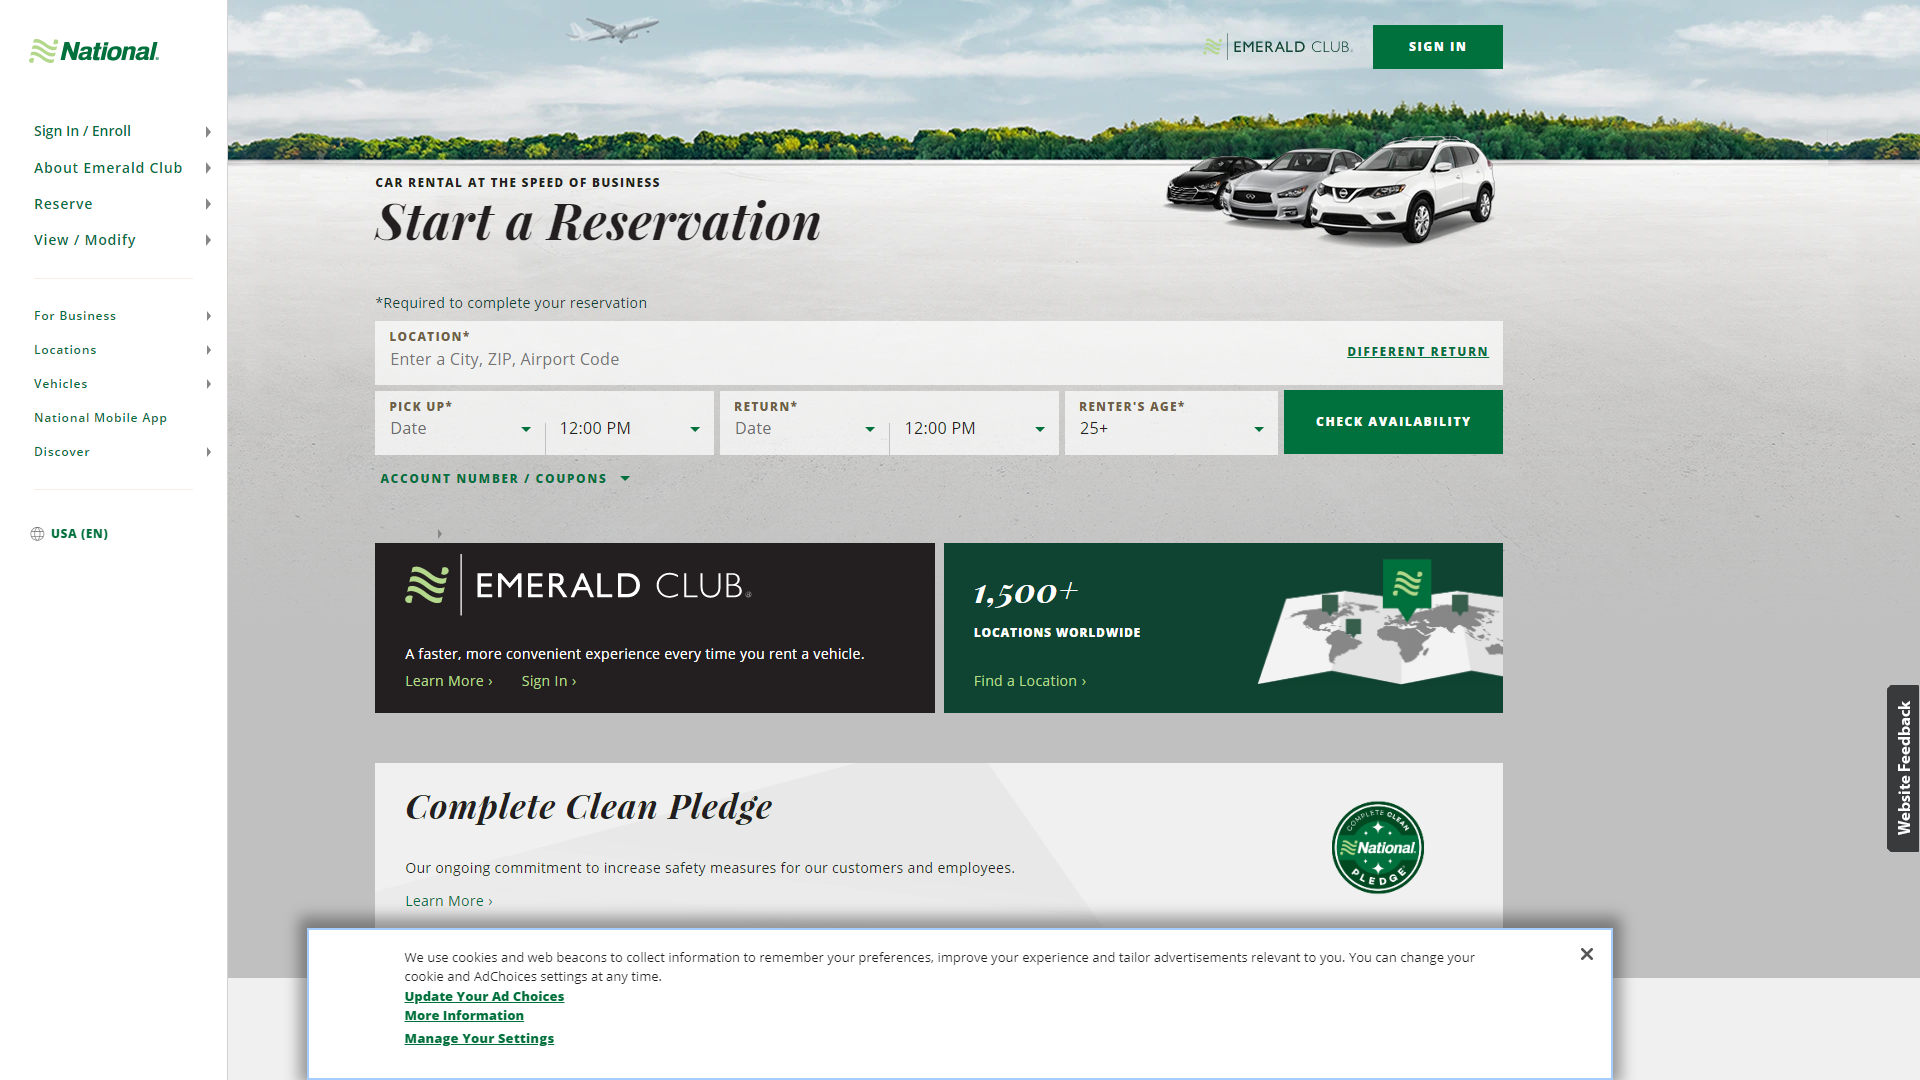 National.
EMERALD CLUB
SIGN IN
Sign In / Enroll
About Emerald Club
Reserve
View / Modify
For Business
Locations
Vehicles
National Mobile App
Discover
USA (EN)
CAR RENTAL AT THE SPEED OF BUSINESS
Start a Reservation
*Required to complete your reservation
LOCATION*
Enter a City, ZIP, Airport Code
DIFFERENT RETURN
PICK UP*
Date
12:00 PM
RETURN*
Date
12:00 PM
RENTER'S AGE*
25+
CHECK AVAILABILITY
ACCOUNT NUMBER / COUPONS
EMERALD CLUB®
A faster, more convenient experience every time you rent a vehicle.
Learn More ›
Sign In ›
1,500+
LOCATIONS WORLDWIDE
Find a Location ›
Complete Clean Pledge
Our ongoing commitment to increase safety measures for our customers and employees.
Learn More ›
COMPLETE CLEAN
National.
PLEDGE
Website Feedback
We use cookies and web beacons to collect information to remember your preferences, improve your experience and tailor advertisements relevant to you. You can change your
cookie and AdChoices settings at any time.
Update Your Ad Choices
More Information
Manage Your Settings